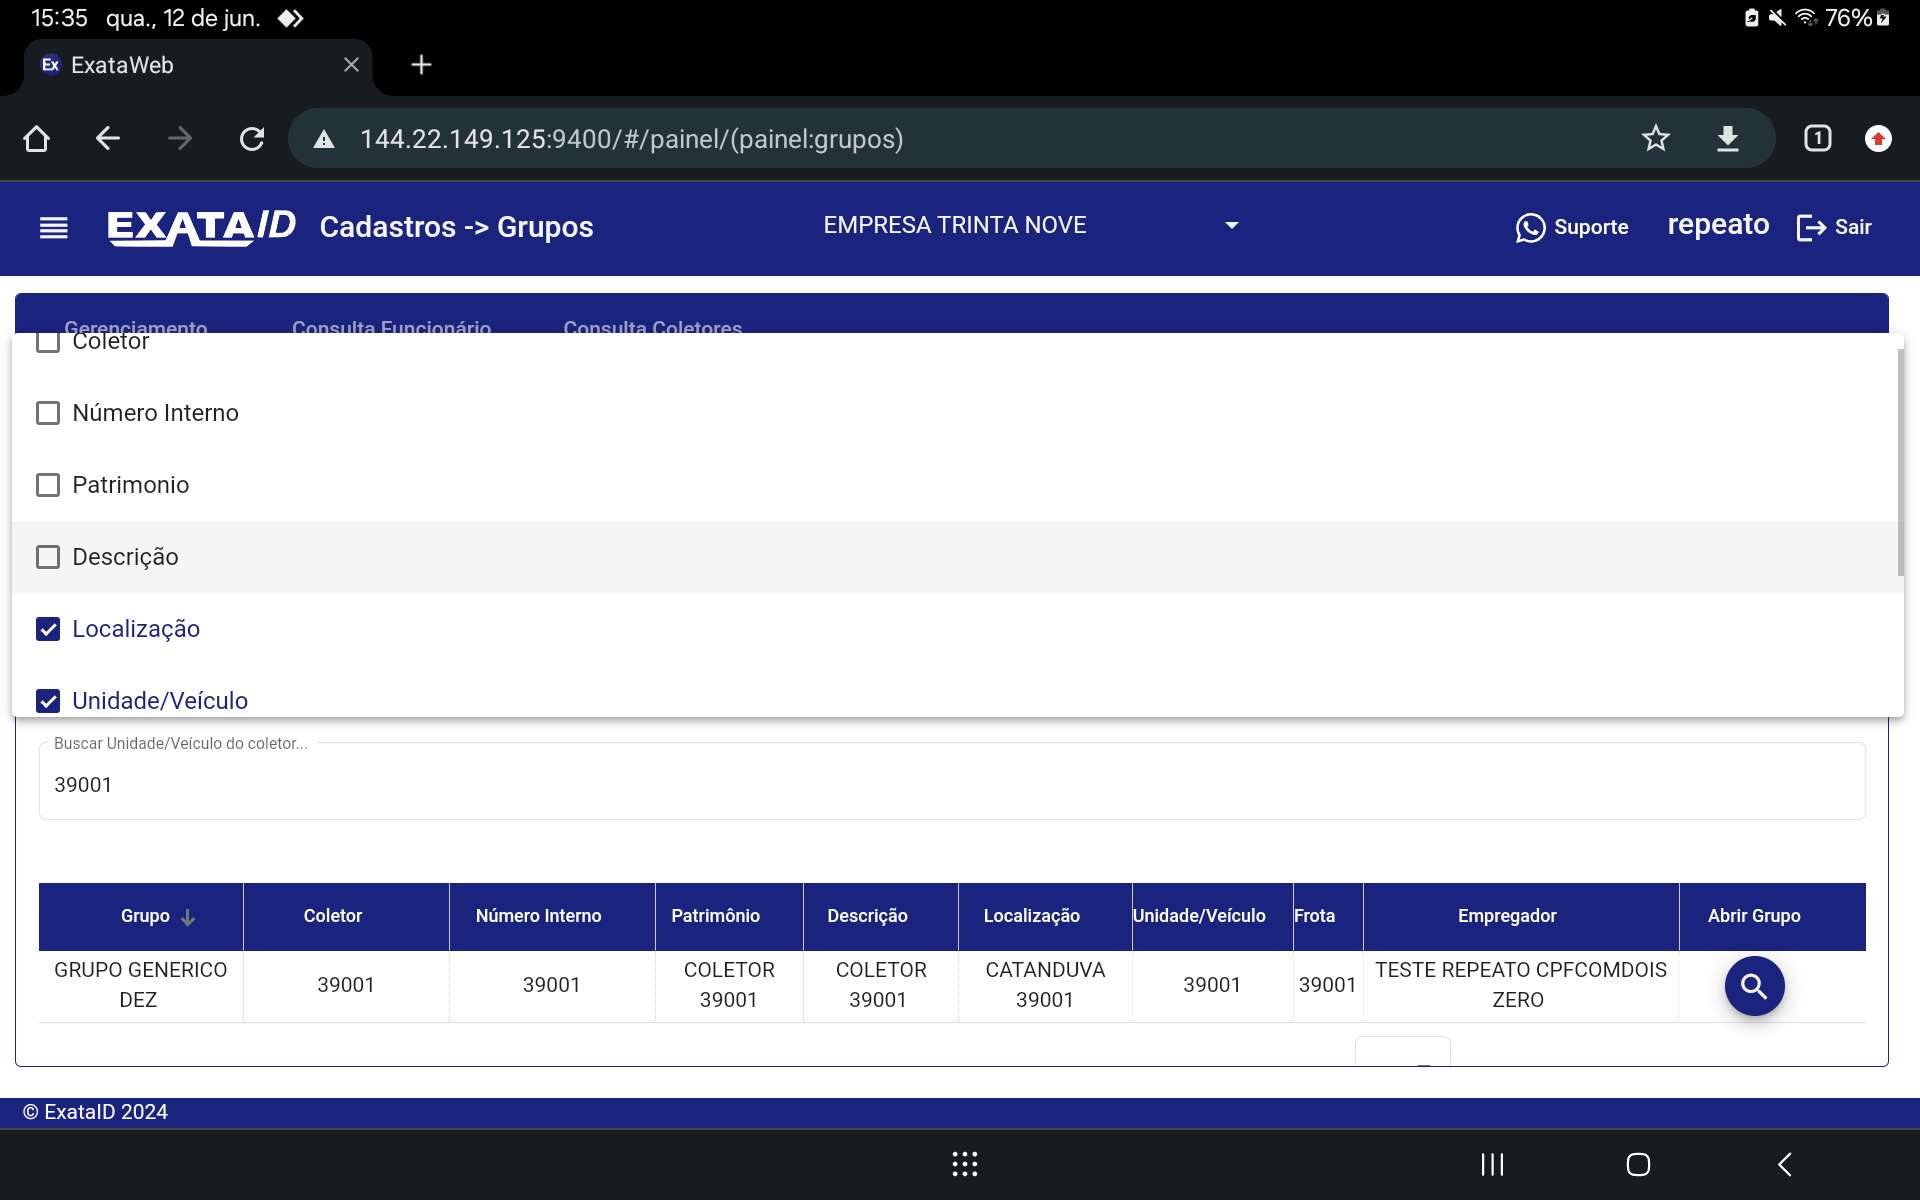 15:35 qua., 12 de jun. 76%
Ex ExataWeb
144.22.149.125:9400/#/painel/(painel:grupos) 1
EXATAID Cadastros -> Grupos EMPRESA TRINTA NOVE Suporte repeato Sair
Gerenciamento Consulta Funcionário Consulta Coletores
Coletor
Número Interno
Patrimonio
Descrição
Localização
Unidade/Veículo
Buscar Unidade/Veículo do coletor...
39001
Grupo Coletor Número Interno Patrimônio Descrição Localização Unidade/Veículo Frota Empregador Abrir Grupo
GRUPO GENERICO DEZ 39001 39001 COLETOR 39001 COLETOR 39001 CATANDUVA 39001 39001 39001 TESTE REPEATO CPFCOMDOIS ZERO
© ExataID 2024